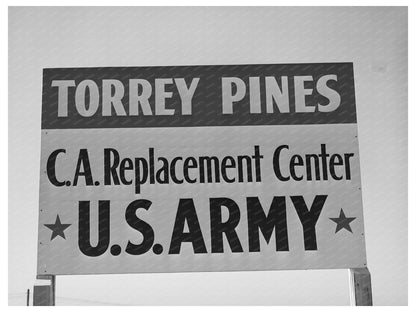 TORREY PINES
C.A. Replacement Center
U.S. ARMY